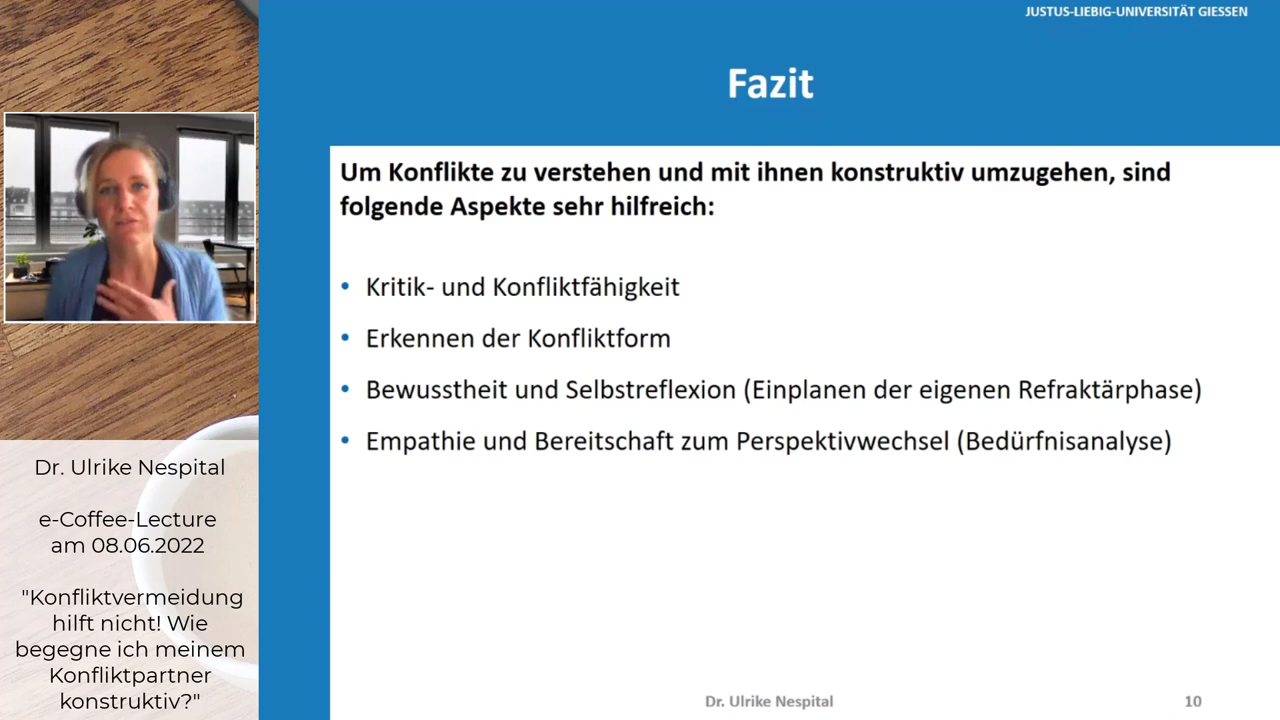 JUSTUS-LIEBIG-UNIVERSITÄT GIESSEN
Fazit
Um Konflikte zu verstehen und mit ihnen konstruktiv umzugehen, sind
folgende Aspekte sehr hilfreich:
• Kritik- und Konfliktfähigkeit
• Erkennen der Konfliktform
• Bewusstheit und Selbstreflexion (Einplanen der eigenen Refraktärphase)
• Empathie und Bereitschaft zum Perspektivwechsel (Bedürfnisanalyse)
Dr. Ulrike Nespital
10
Dr. Ulrike Nespital
e-Coffee-Lecture
am 08.06.2022
"Konfliktvermeidung
hilft nicht! Wie
begegne ich meinem
Konfliktpartner
konstruktiv?"